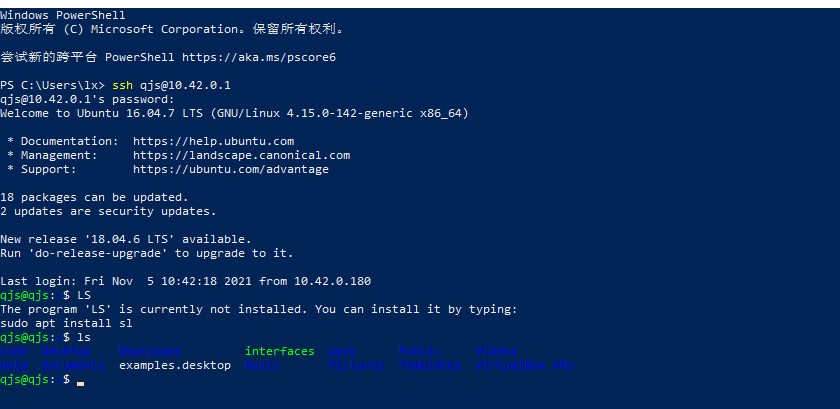 Windows PowerShell
版权所有 (C) Microsoft Corporation。保留所有权利。
尝试新的跨平台 PowerShell https://aka.ms/pscore6
PS C:\Users\lx> ssh qjs@10.42.0.1
qjs@10.42.0.1's password:
Welcome to Ubuntu 16.04.7 LTS (GNU/Linux 4.15.0-142-generic x86_64)
* Documentation:  https://help.ubuntu.com
* Management:     https://landscape.canonical.com
* Support:        https://ubuntu.com/advantage
18 packages can be updated.
2 updates are security updates.
New release '18.04.6 LTS' available.
Run 'do-release-upgrade' to upgrade to it.
Last login: Fri Nov  5 10:42:18 2021 from 10.42.0.180
qjs@qjs:~$ LS
The program 'LS' is currently not installed. You can install it by typing:
sudo apt install sl
qjs@qjs:~$ ls
Desktop  Downloads  interfaces  Public  Videos
Documents  examples.desktop  Music  Pictures  Templates  VirtualBox VMs
qjs@qjs:~$